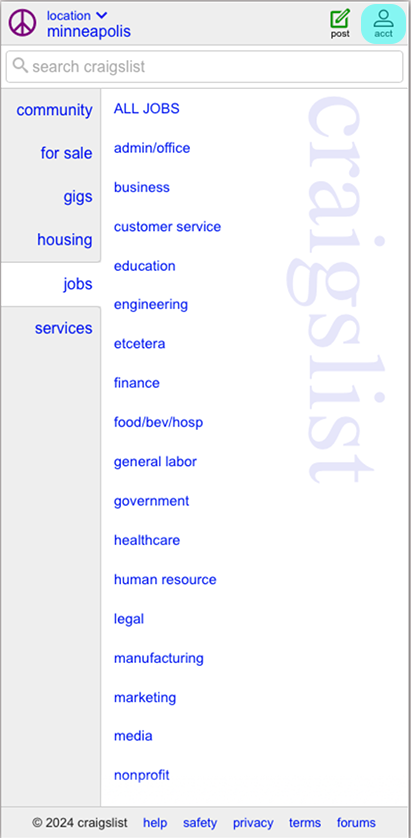 location
minneapolis
post
acct
search craigslist
community
for sale
gigs
housing
jobs
services
ALL JOBS
admin/office
business
customer service
education
engineering
etcetera
finance
food/bev/hosp
general labor
government
healthcare
human resource
legal
manufacturing
marketing
media
nonprofit
craigslist
© 2024 craigslist help safety privacy terms forums